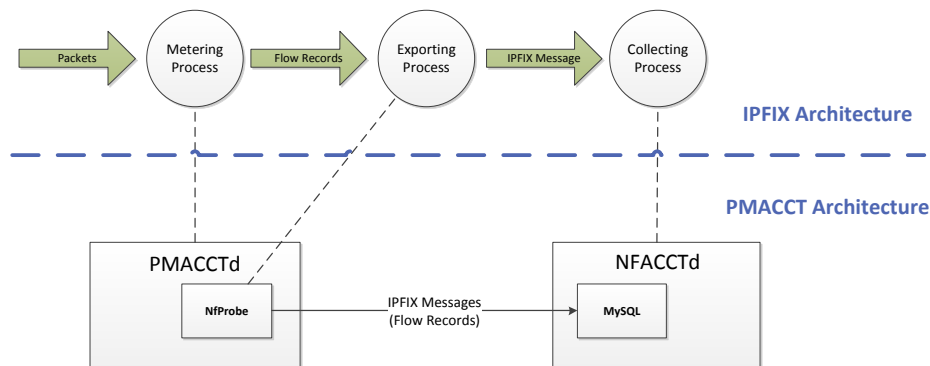 Packets
Metering
Process
Flow Records
Exporting
Process
IPFIX Message
Collecting
Process
IPFIX Architecture
PMACCT Architecture
PMACCTd
NfProbe
IPFIX Messages
(Flow Records)
NFACCTd
MySQL